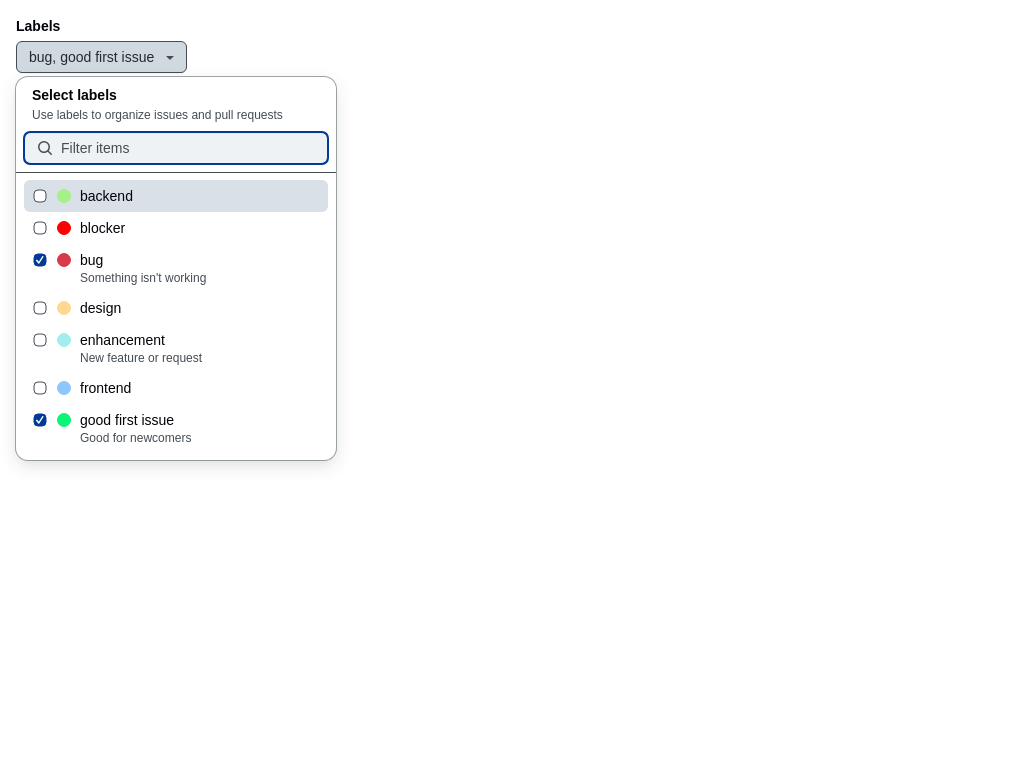 Labels
bug, good first issue
Select labels
Use labels to organize issues and pull requests
Filter items
backend
blocker
bug
Something isn't working
design
enhancement
New feature or request
frontend
good first issue
Good for newcomers